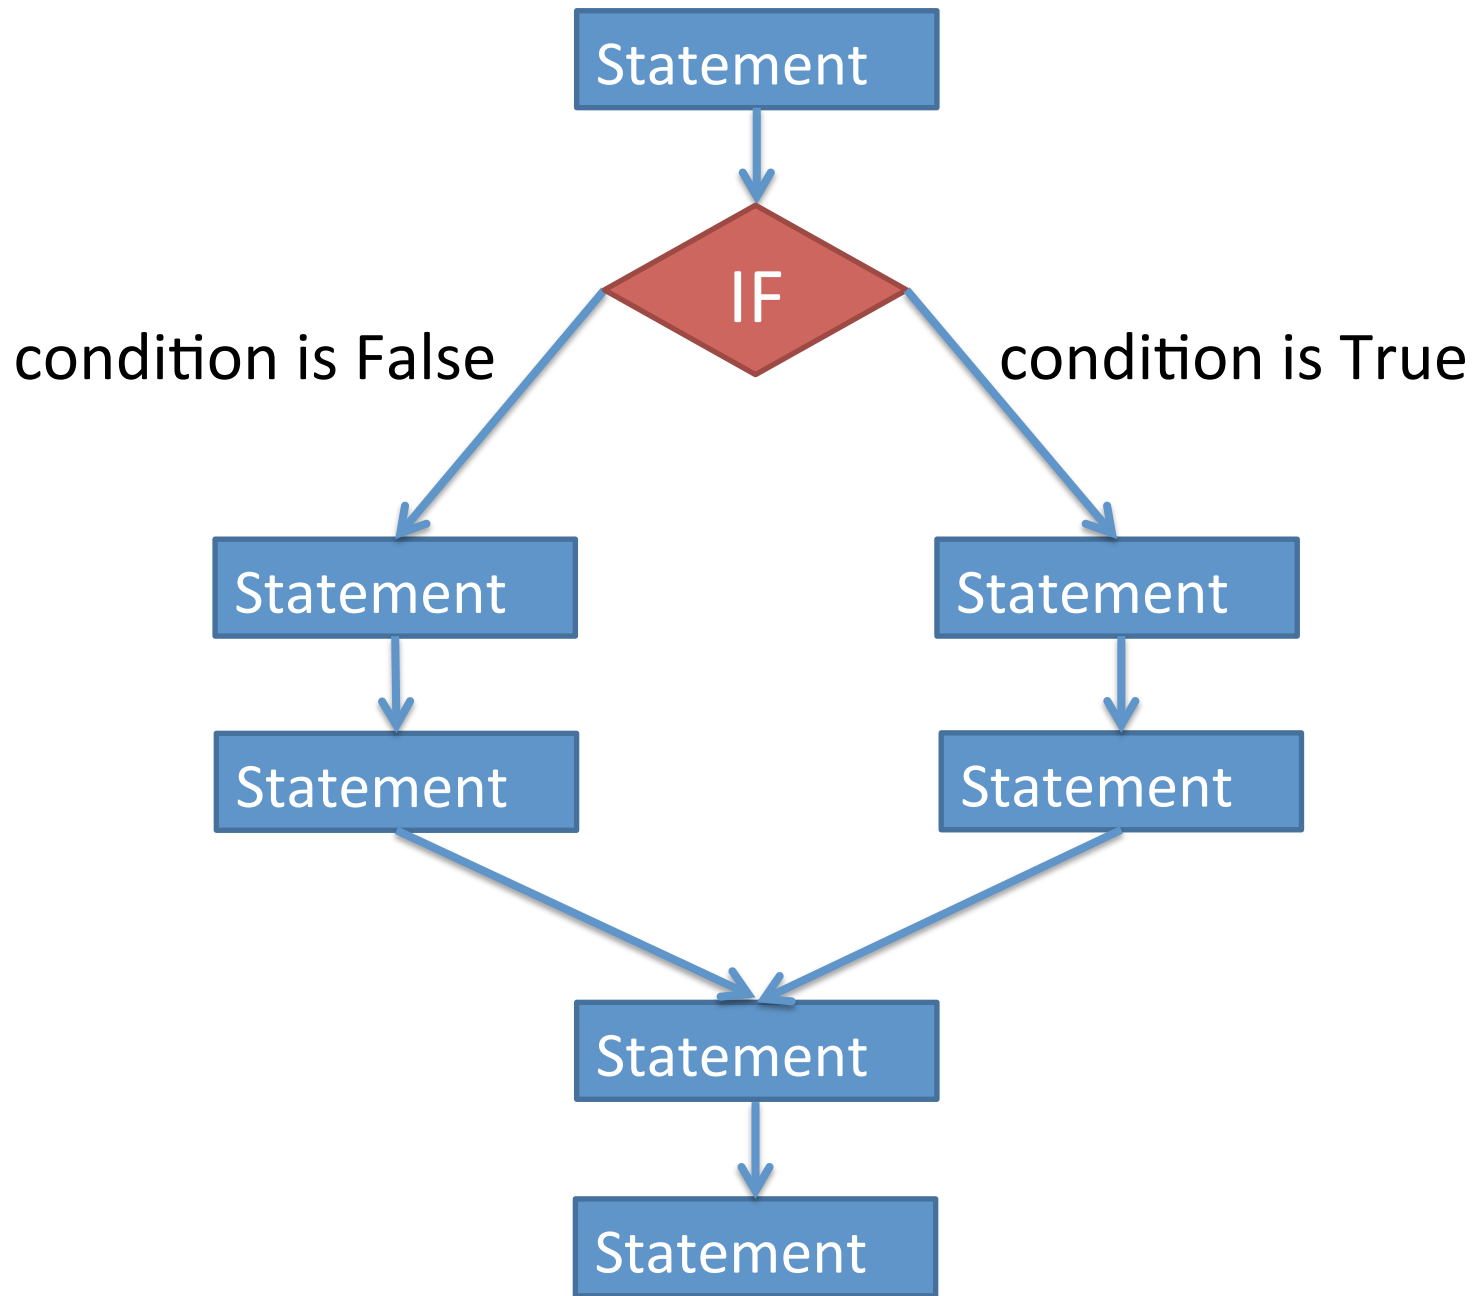 Statement
IF
condition is False
condition is True
Statement
Statement
Statement
Statement
Statement
Statement